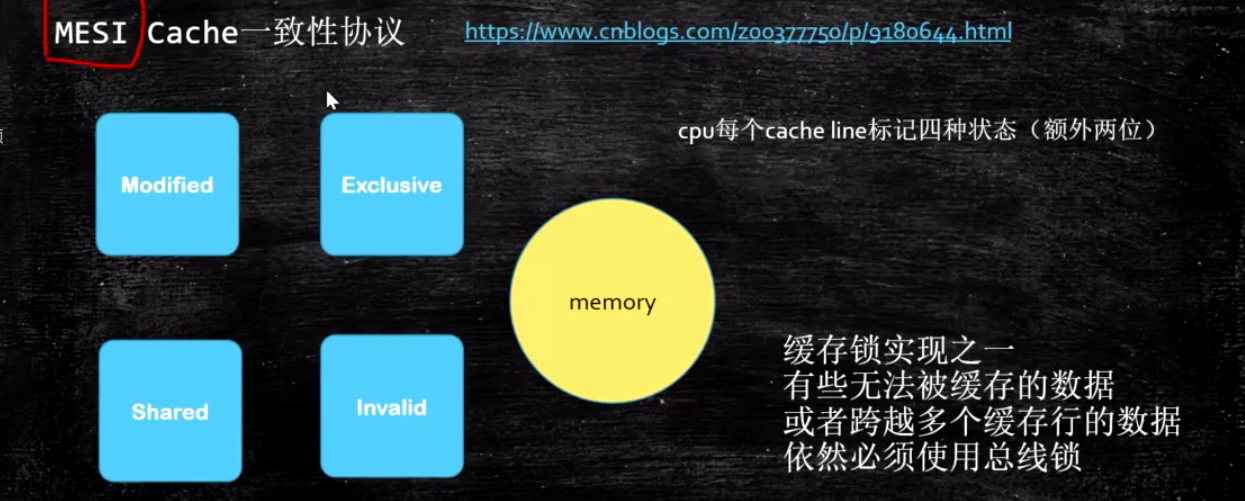 MESI Cache一致性协议
https://www.cnblogs.com/z00377750/p/9180644.html
cpu每个cache line标记四种状态（额外两位）
Modified
Exclusive
memory
Shared
Invalid
缓存锁实现之一
有些无法被缓存的数据
或者跨越多个缓存行的数据
依然必须使用总线锁